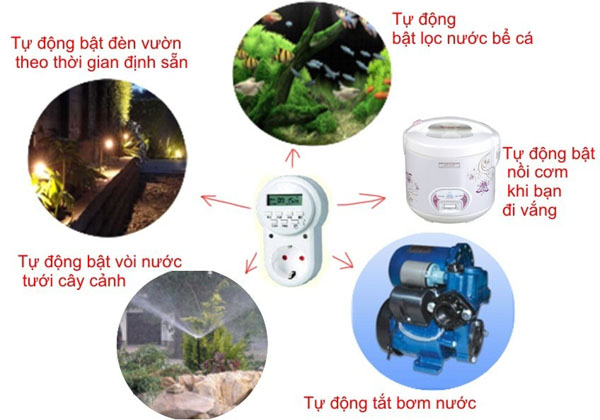 Tự động bật đèn vườn
theo thời gian định sẵn
Tự động
bật lọc nước bể cá
Tự động bật
nồi cơm
khi bạn
đi vắng
Tự động bật vòi nước
tưới cây cảnh
Tự động tắt bơm nước